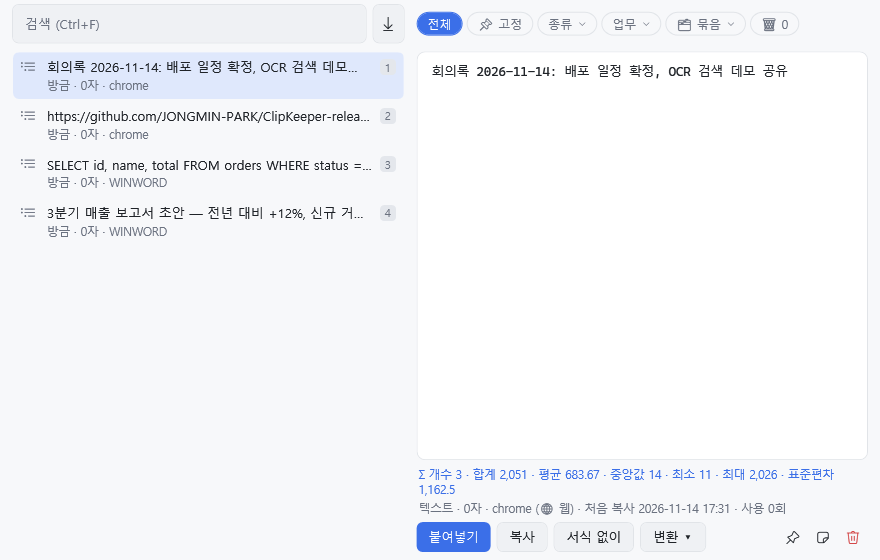 검색 (Ctrl+F)
전체 고정 종류 업무 묶음 0
회의록 2026-11-14: 배포 일정 확정, OCR 검색 데모... 1
방금 · 0자 · chrome
https://github.com/JONGMIN-PARK/ClipKeeper-relea... 2
방금 · 0자 · chrome
SELECT id, name, total FROM orders WHERE status =... 3
방금 · 0자 · WINWORD
3분기 매출 보고서 초안 — 전년 대비 +12%, 신규 거... 4
방금 · 0자 · WINWORD
회의록 2026-11-14: 배포 일정 확정, OCR 검색 데모 공유
Σ 개수 3 · 합계 2,051 · 평균 683.67 · 중앙값 14 · 최소 11 · 최대 2,026 · 표준편차
1,162.5
텍스트 · 0자 · chrome (🌐 웹) · 처음 복사 2026-11-14 17:31 · 사용 0회
붙여넣기 복사 서식 없이 변환 ▾